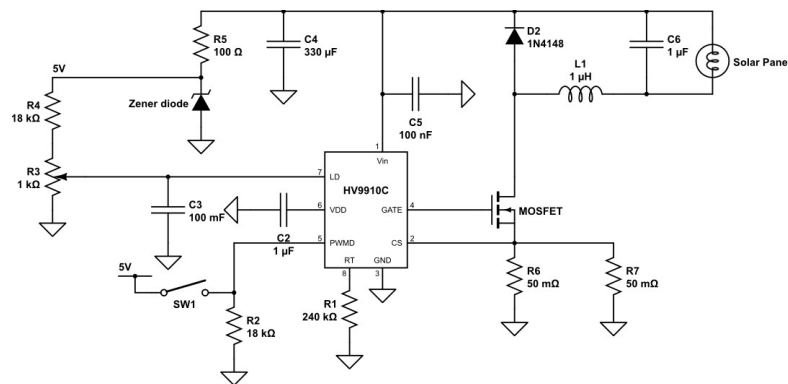 R5
100 Ω
C4
330 µF
D2
1N4148
C6
1 µF
Solar Pane
L1
1 µH
5V
Zener diode
R4
18 kΩ
C5
100 nF
1
Vin
R3
1 kΩ
7
LD
HV9910C
C3
100 mF
6
VDD
GATE
4
MOSFET
C2
1 µF
5
PWMD
CS
2
5V
SW1
RT
GND
8
3
R6
50 mΩ
R7
50 mΩ
R1
240 kΩ
R2
18 kΩ